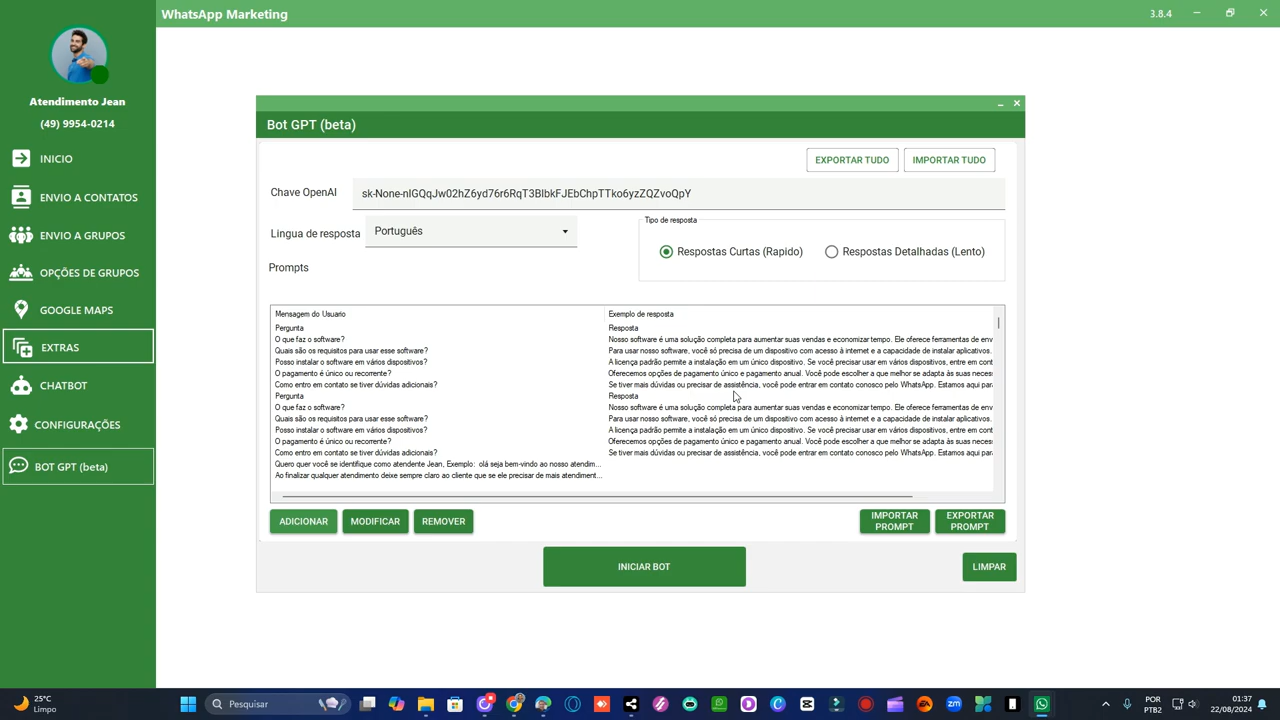 WhatsApp Marketing
3.8.4
Atendimento Jean
(49) 9954-0214
INICIO
ENVIO A CONTATOS
ENVIO A GRUPOS
OPÇÕES DE GRUPOS
GOOGLE MAPS
EXTRAS
CHATBOT
CONFIGURAÇÕES
BOT GPT (beta)
Bot GPT (beta)
EXPORTAR TUDO
IMPORTAR TUDO
Chave OpenAI
Lingua de resposta
Português
Tipo de resposta
Respostas Curtas (Rapido)
Respostas Detalhadas (Lento)
Prompts
Mensagem do Usuario Exemplo de resposta
Pergunta Resposta
O que faz o software? Nosso software é uma solução completa para aumentar suas vendas e economizar tempo. Ele oferece ferramentas de env
Quais são os requisitos para usar esse software? Para usar nosso software, você só precisa de um dispositivo com acesso à internet e a capacidade de instalar aplicativos.
Posso instalar o software em vários dispositivos? A licença padrão permite a instalação em um único dispositivo. Se você precisar usar em vários dispositivos, entre em cont
O pagamento é único ou recorrente? Oferecemos opções de pagamento único e pagamento anual. Você pode escolher a que melhor se adapta às suas neces
Como entro em contato se tiver dúvidas adicionais? Se tiver mais dúvidas ou precisar de assistência, você pode entrar em contato conosco pelo WhatsApp. Estamos aqui par
Pergunta Resposta
O que faz o software? Nosso software é uma solução completa para aumentar suas vendas e economizar tempo. Ele oferece ferramentas de env
Quais são os requisitos para usar esse software? Para usar nosso software, você só precisa de um dispositivo com acesso à internet e a capacidade de instalar aplicativos.
Posso instalar o software em vários dispositivos? A licença padrão permite a instalação em um único dispositivo. Se você precisar usar em vários dispositivos, entre em cont
O pagamento é único ou recorrente? Oferecemos opções de pagamento único e pagamento anual. Você pode escolher a que melhor se adapta às suas neces
Como entro em contato se tiver dúvidas adicionais? Se tiver mais dúvidas ou precisar de assistência, você pode entrar em contato conosco pelo WhatsApp. Estamos aqui par
Quero quer você se identifique como atendente Jean, Exemplo: olá seja bem-vindo ao nosso atendim...
Ao finalizar qualquer atendimento deixe sempre claro ao cliente que se ele precisar de mais atendiment...
ADICIONAR
MODIFICAR
REMOVER
IMPORTAR
PROMPT
EXPORTAR
PROMPT
INICIAR BOT
LIMPAR
25°C
Limpo
Pesquisar
POR
PTB2
01:37
22/08/2024